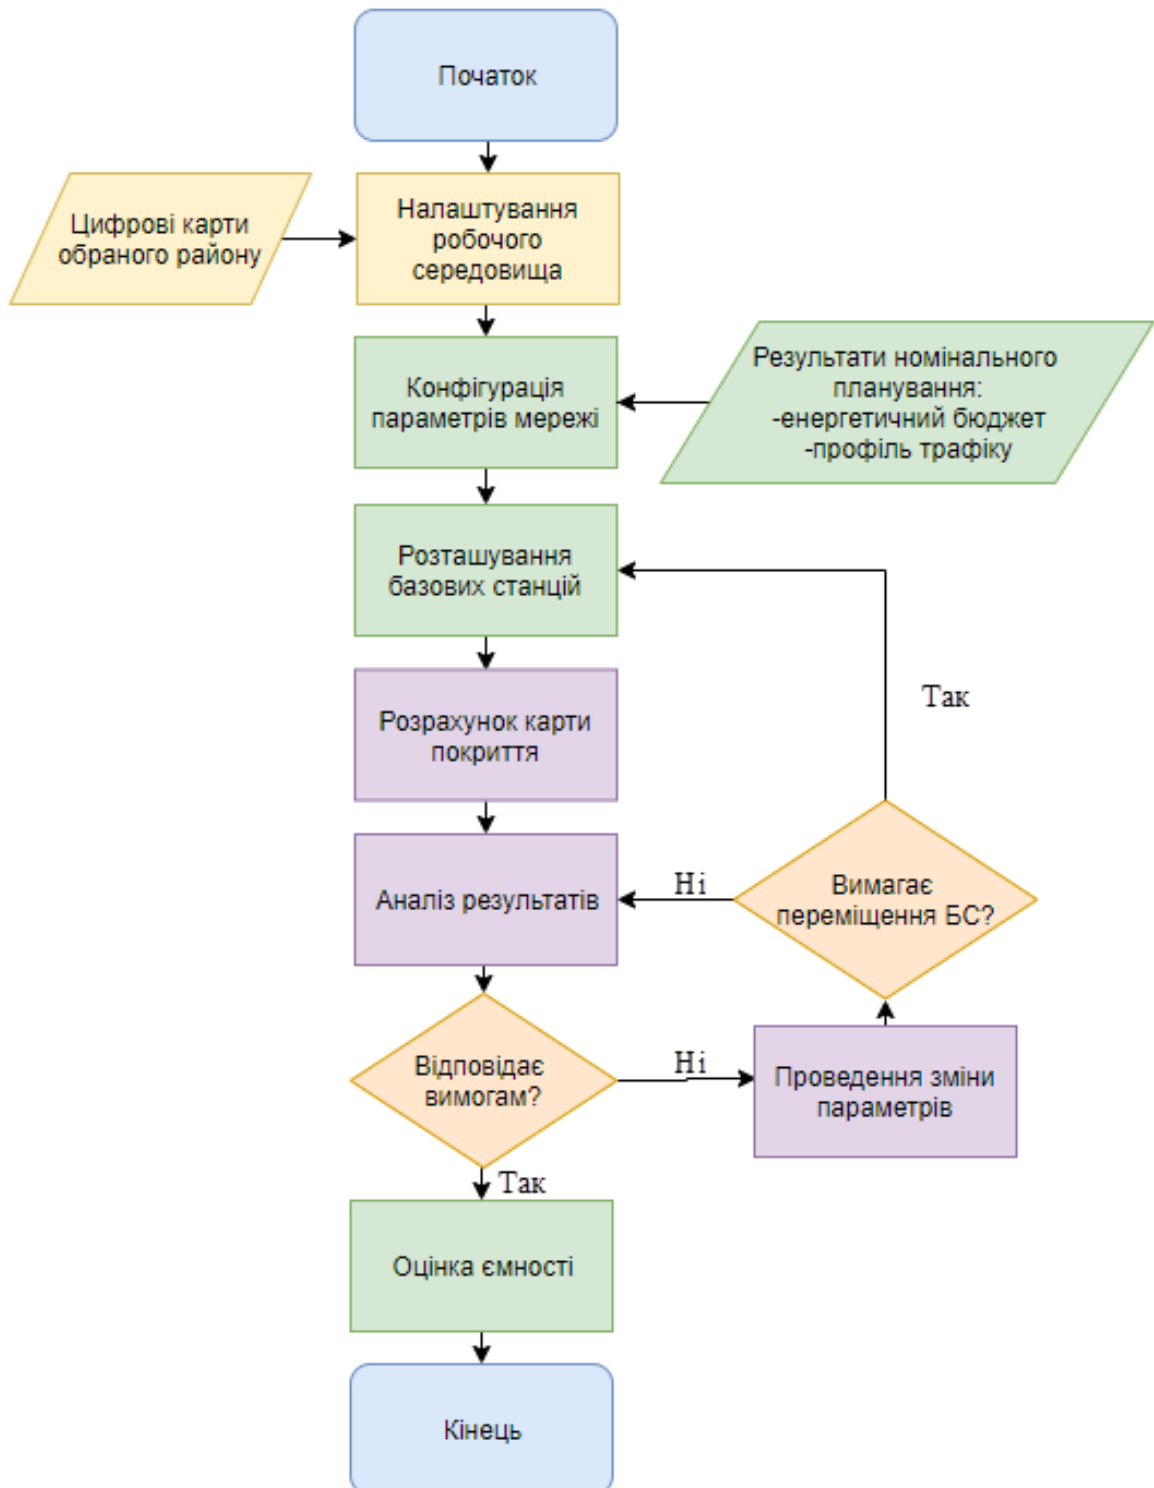 Початок
Цифрові карти
обраного району
Налаштування
робочого
середовища
Конфігурація
параметрів мережі
Результати номінального
планування:
-енергетичний бюджет
-профіль трафіку
Розташування
базових станцій
Так
Розрахунок карти
покриття
Аналіз результатів
Ні
Вимагає
переміщення БС?
Відповідає
вимогам?
Ні
Проведення зміни
параметрів
Так
Оцінка ємності
Кінець